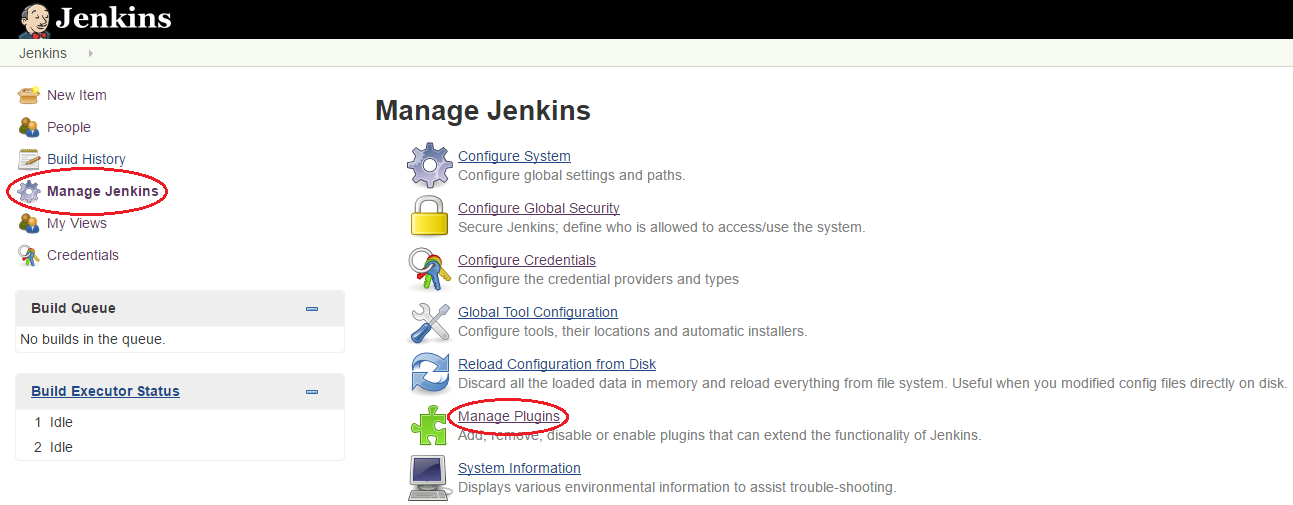 Jenkins
Jenkins
New Item
People
Build History
Manage Jenkins
My Views
Credentials
Build Queue
No builds in the queue.
Build Executor Status
1 Idle
2 Idle
Manage Jenkins
Configure System
Configure global settings and paths.
Configure Global Security
Secure Jenkins; define who is allowed to access/use the system.
Configure Credentials
Configure the credential providers and types
Global Tool Configuration
Configure tools, their locations and automatic installers.
Reload Configuration from Disk
Discard all the loaded data in memory and reload everything from file system. Useful when you modified config files directly on disk.
Manage Plugins
Add, remove, disable or enable plugins that can extend the functionality of Jenkins.
System Information
Displays various environmental information to assist trouble-shooting.